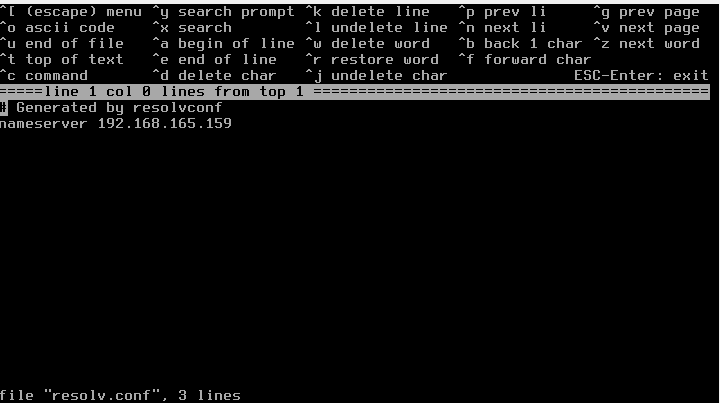 ^[ (escape) menu ^y search prompt ^k delete line ^p prev li ^g prev page
^o ascii code ^x search ^l undelete line ^n next li ^v next page
^u end of file ^a begin of line ^w delete word ^b back 1 char ^z next word
^t top of text ^e end of line ^r restore word ^f forward char
^c command ^d delete char ^j undelete char ESC-Enter: exit
=====line 1 col 0 lines from top 1 ============================================
# Generated by resolvconf
nameserver 192.168.165.159
file "resolv.conf", 3 lines